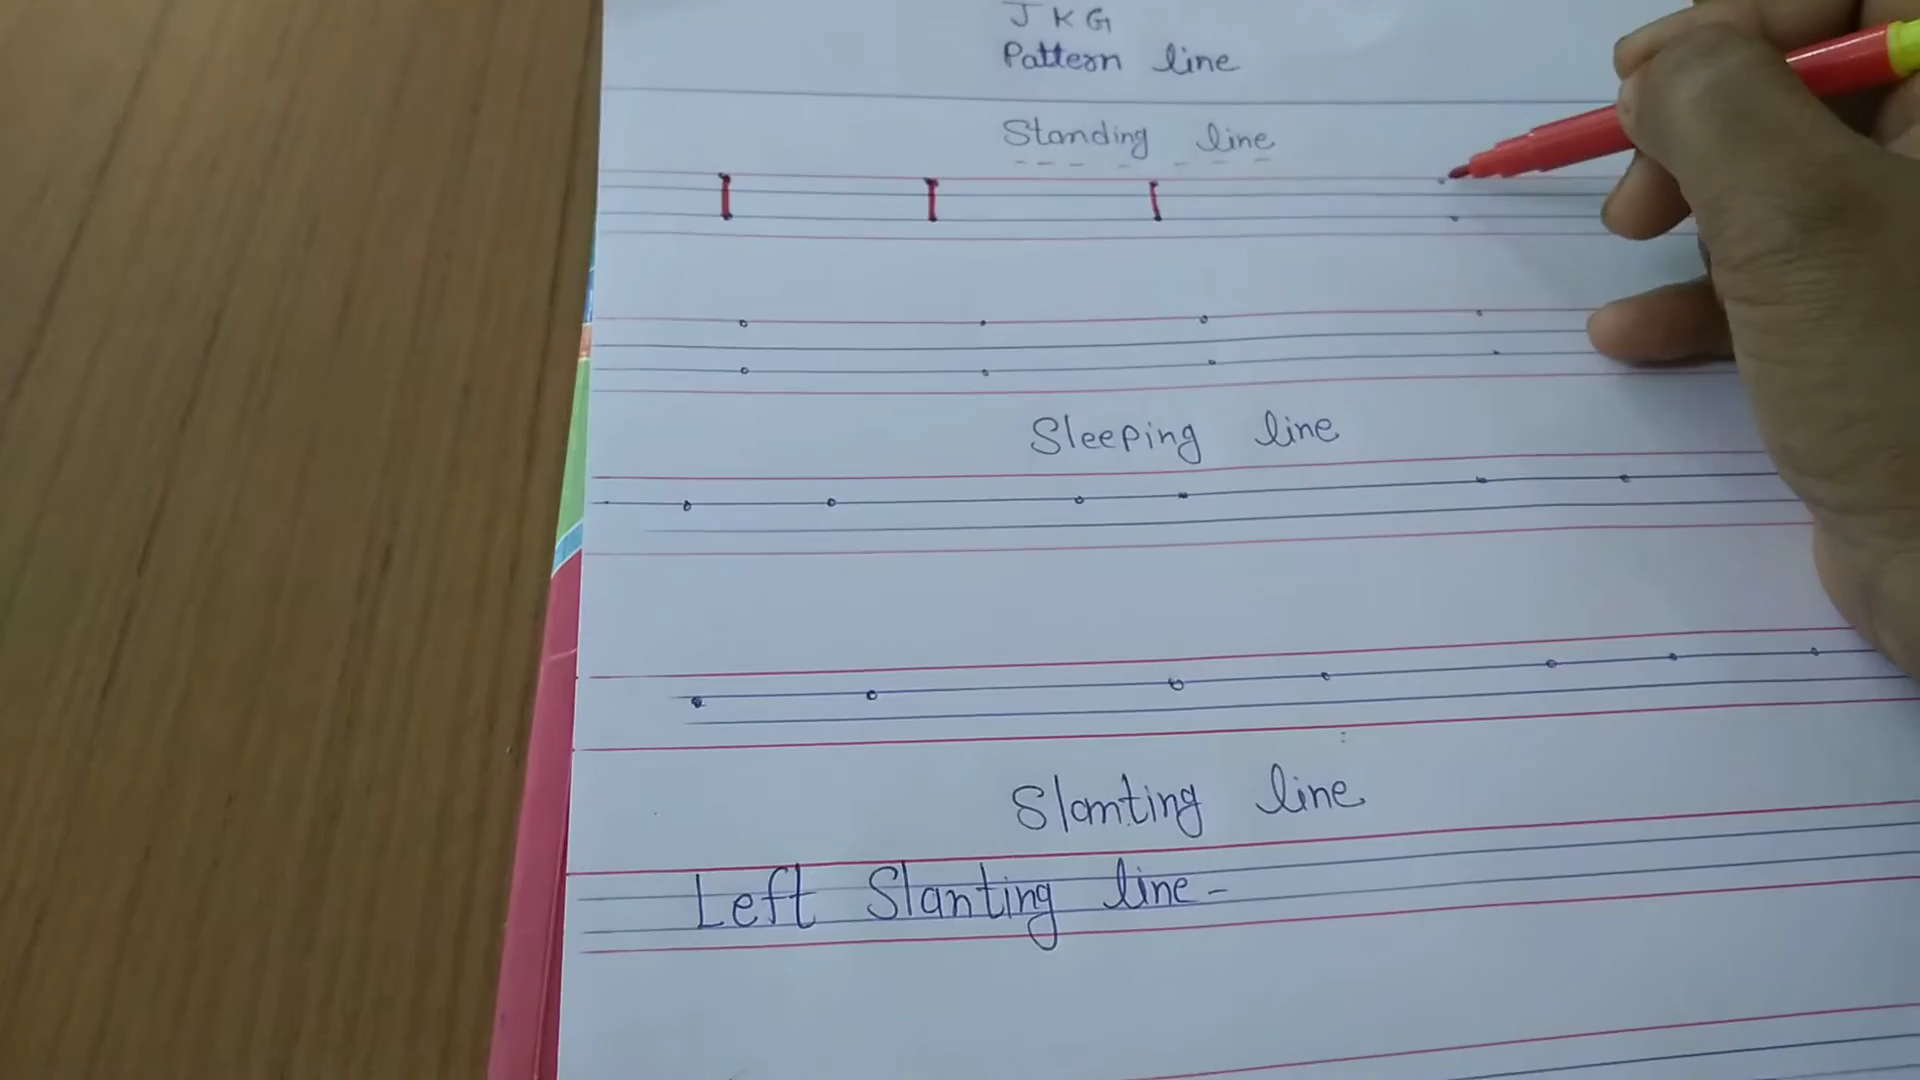 JKG
Pattern line
Standing line
Sleeping line
Slanting line
Left Slanting line-